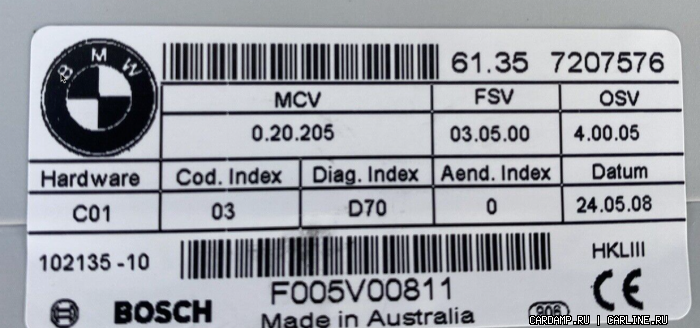 BMW 61.35 7207576
MCV FSV OSV
0.20.205 03.05.00 4.00.05
Hardware Cod. Index Diag. Index Aend. Index Datum
C01 03 D70 0 24.05.08
102135-10 HKLIII
F005V00811 CE
BOSCH Made in Australia 906
CARDAMP.RU | CARLINE.RU